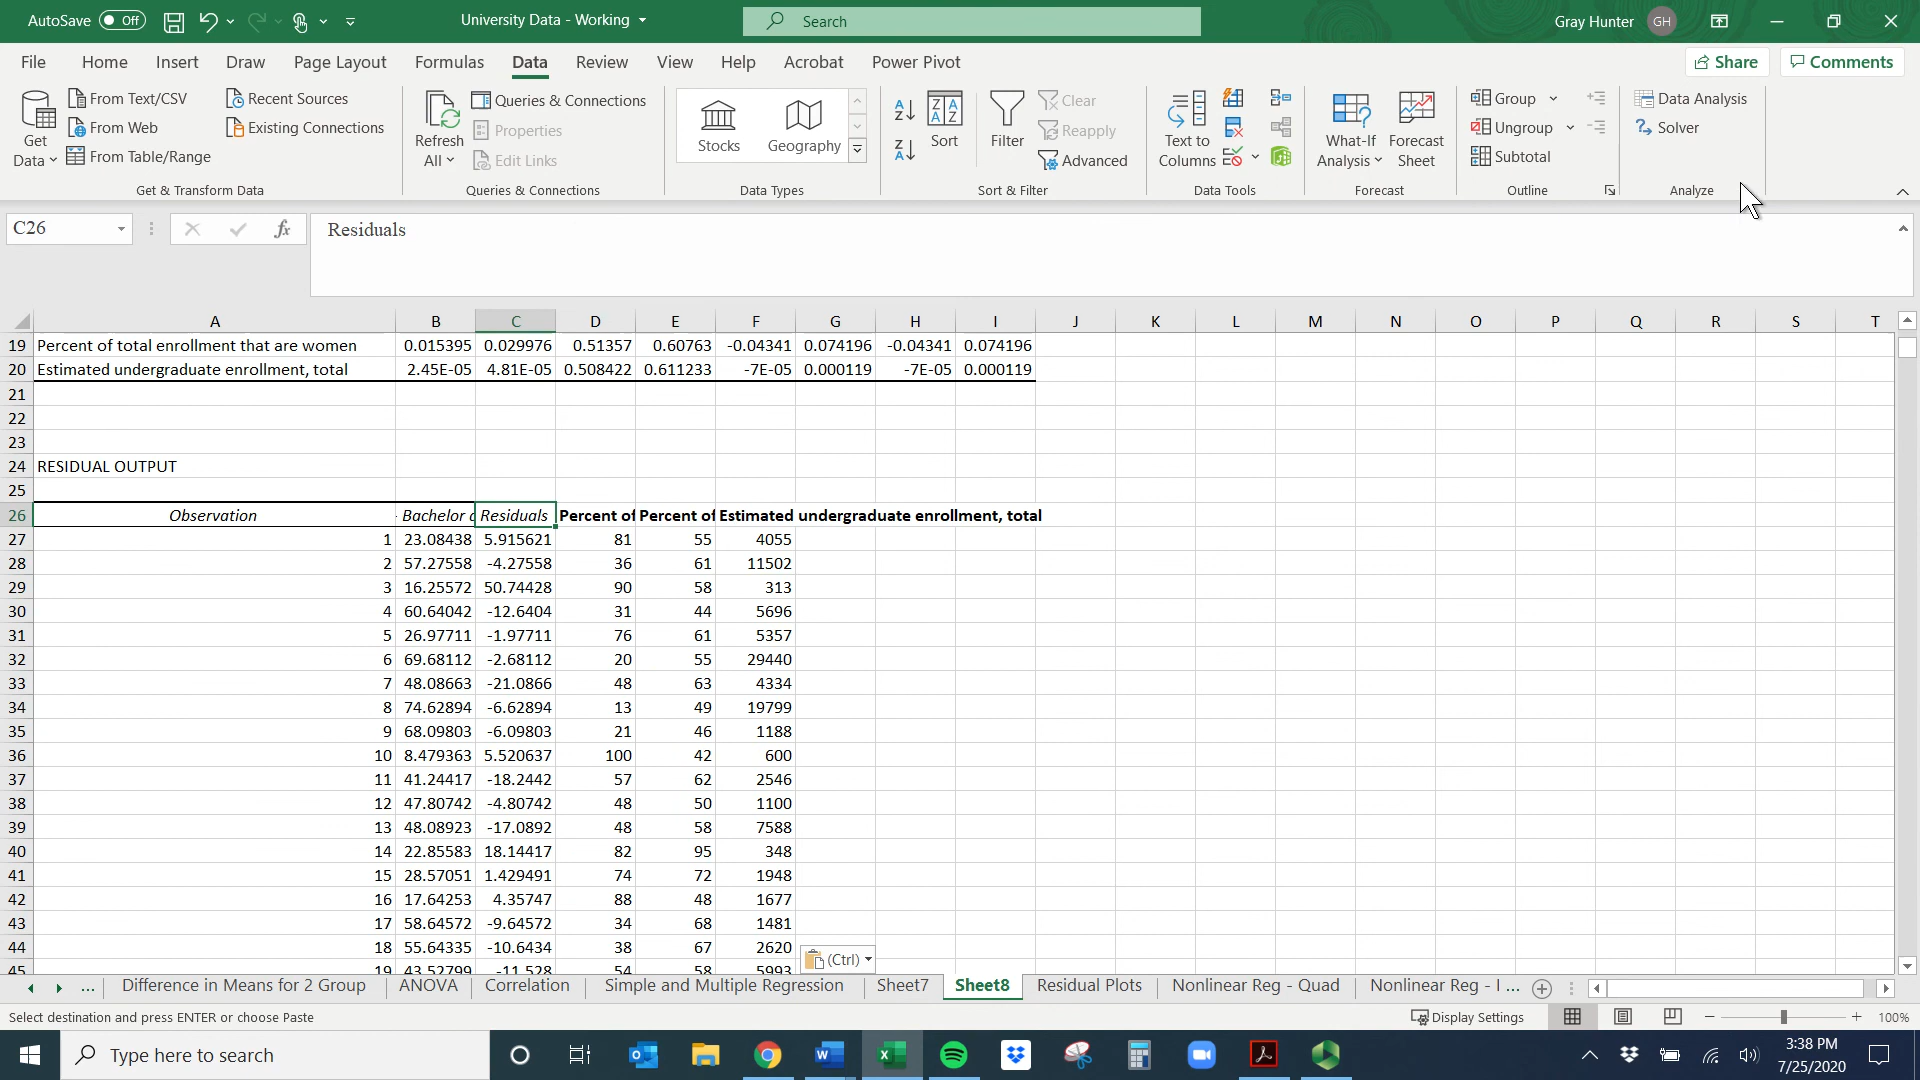 AutoSave Off University Data - Working Search Gray Hunter GH
File Home Insert Draw Page Layout Formulas Data Review View Help Acrobat Power Pivot Share Comments
Get Data From Text/CSV From Web From Table/Range Recent Sources Existing Connections
Get & Transform Data
Refresh All Queries & Connections Properties Edit Links
Queries & Connections
Stocks Geography
Data Types
Sort Filter Clear Reapply Advanced
Sort & Filter
Text to Columns
Data Tools
What-If Analysis Forecast Sheet
Forecast
Group Ungroup Subtotal
Outline
Data Analysis Solver
Analyze
C26 fx Residuals
A B C D E F G H I J K L M N O P Q R S T
19 Percent of total enrollment that are women 0.015395 0.029976 0.51357 0.60763 -0.04341 0.074196 -0.04341 0.074196
20 Estimated undergraduate enrollment, total 2.45E-05 4.81E-05 0.508422 0.611233 -7E-05 0.000119 -7E-05 0.000119
21
22
23
24 RESIDUAL OUTPUT
25
26 Observation Bachelor Residuals Percent of Percent of Estimated undergraduate enrollment, total
27 1 23.08438 5.915621 81 55 4055
28 2 57.27558 -4.27558 36 61 11502
29 3 16.25572 50.74428 90 58 313
30 4 60.64042 -12.6404 31 44 5696
31 5 26.97711 -1.97711 76 61 5357
32 6 69.68112 -2.68112 20 55 29440
33 7 48.08663 -21.0866 48 63 4334
34 8 74.62894 -6.62894 13 49 19799
35 9 68.09803 -6.09803 21 46 1188
36 10 8.479363 5.520637 100 42 600
37 11 41.24417 -18.2442 57 62 2546
38 12 47.80742 -4.80742 48 50 1100
39 13 48.08923 -17.0892 48 58 7588
40 14 22.85583 18.14417 82 95 348
41 15 28.57051 1.429491 74 72 1948
42 16 17.64253 4.35747 88 48 1677
43 17 58.64572 -9.64572 34 68 1481
44 18 55.64335 -10.6434 38 67 2620
45 19 43.52799 -11.528 54 58 5993
(Ctrl)
... Difference in Means for 2 Group ANOVA Correlation Simple and Multiple Regression Sheet7 Sheet8 Residual Plots Nonlinear Reg - Quad Nonlinear Reg - I ...
Select destination and press ENTER or choose Paste Display Settings 100%
Type here to search 3:38 PM
7/25/2020